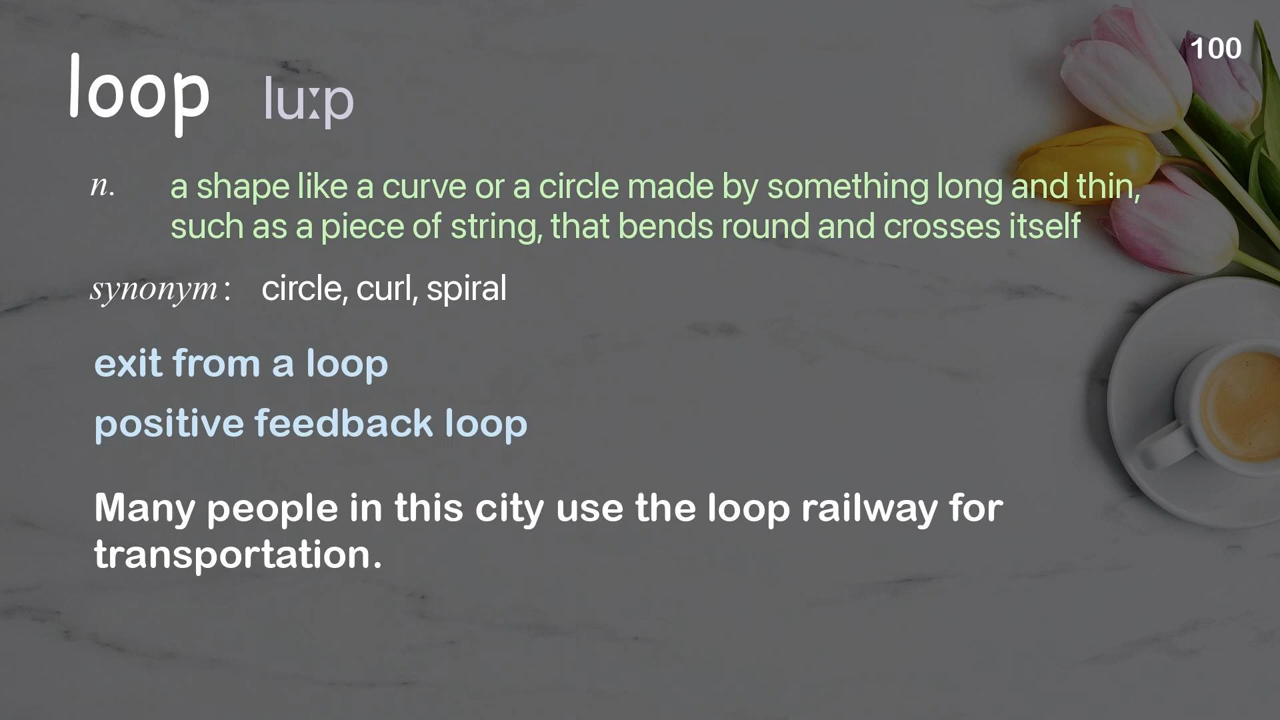 100
loop luːp
n. a shape like a curve or a circle made by something long and thin,
such as a piece of string, that bends round and crosses itself
synonym: circle, curl, spiral
exit from a loop
positive feedback loop
Many people in this city use the loop railway for
transportation.